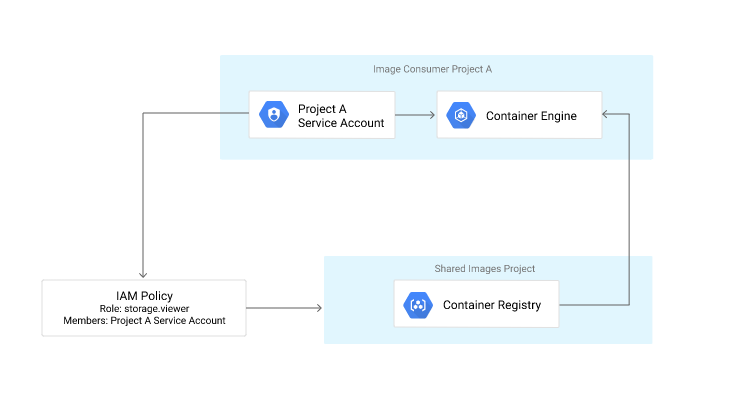 Image Consumer Project A
Project A
Service Account
Container Engine
Shared Images Project
IAM Policy
Role: storage.viewer
Members: Project A Service Account
Container Registry